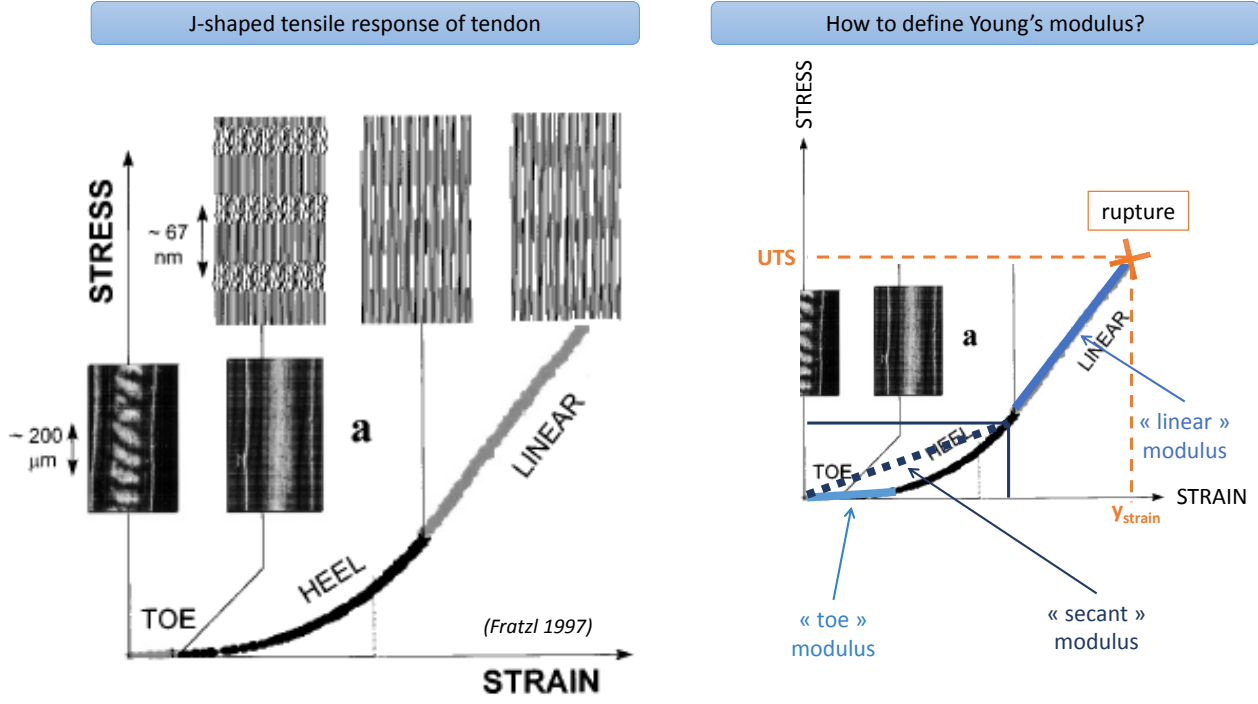 J-shaped tensile response of tendon
STRESS
~ 67
nm
~ 200
µm
a
TOE
HEEL
LINEAR
(Fratzl 1997)
STRAIN
How to define Young's modulus?
STRESS
rupture
UTS
a
TOE
HEEL
LINEAR
« linear »
modulus
STRAIN
y strain
« toe »
modulus
« secant »
modulus